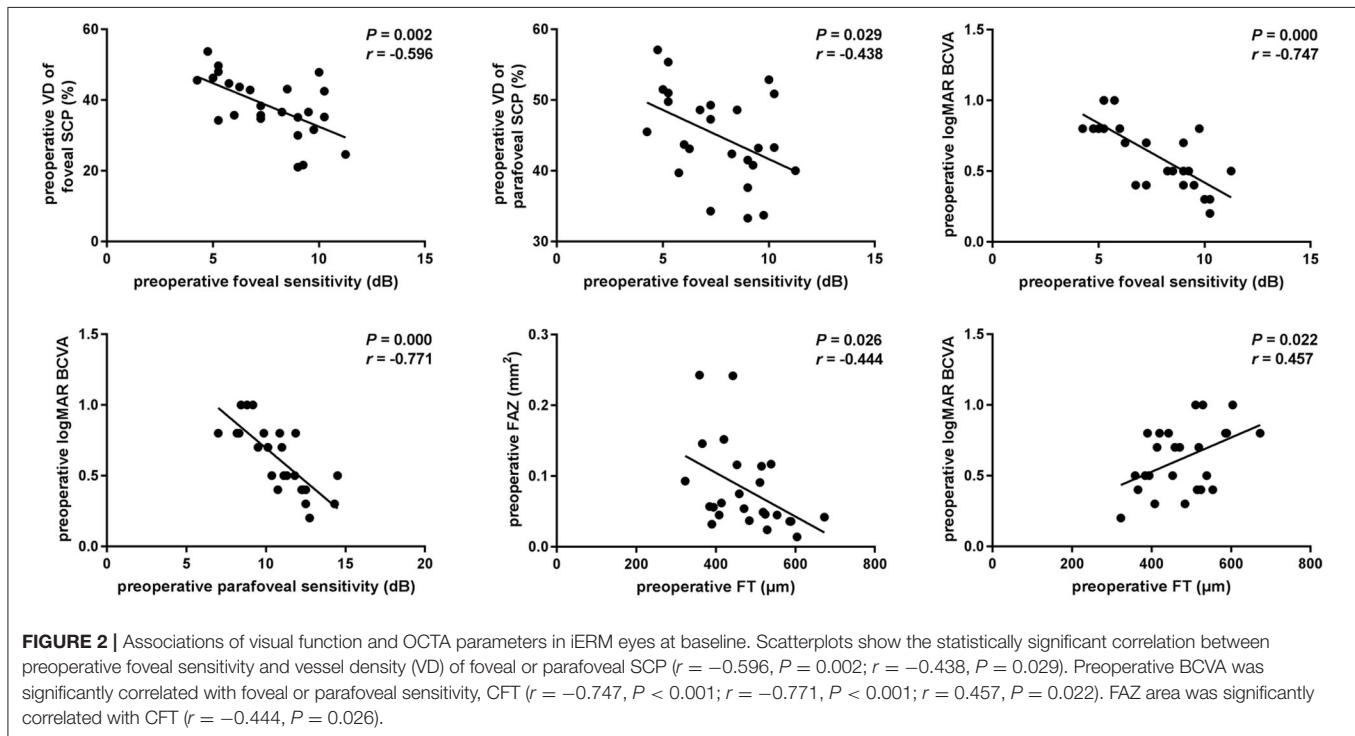 P = 0.002
r = -0.596
preoperative VD of
foveal SCP (%)
60
40
20
0
0 5 10 15
preoperative foveal sensitivity (dB)
P = 0.029
r = -0.438
preoperative VD of
parafoveal SCP (%)
60
50
40
30
0 5 10 15
preoperative foveal sensitivity (dB)
P = 0.000
r = -0.747
preoperative logMAR BCVA
1.5
1.0
0.5
0.0
0 5 10 15
preoperative foveal sensitivity (dB)
P = 0.000
r = -0.771
preoperative logMAR BCVA
1.5
1.0
0.5
0.0
0 5 10 15 20
preoperative parafoveal sensitivity (dB)
P = 0.026
r = -0.444
preoperative FAZ (mm²)
0.3
0.2
0.1
0.0
0 200 400 600 800
preoperative FT (µm)
P = 0.022
r = 0.457
preoperative logMAR BCVA
1.5
1.0
0.5
0.0
0 200 400 600 800
preoperative FT (µm)
FIGURE 2 | Associations of visual function and OCTA parameters in iERM eyes at baseline. Scatterplots show the statistically significant correlation between
preoperative foveal sensitivity and vessel density (VD) of foveal or parafoveal SCP (r = −0.596, P = 0.002; r = −0.438, P = 0.029). Preoperative BCVA was
significantly correlated with foveal or parafoveal sensitivity, CFT (r = −0.747, P < 0.001; r = −0.771, P < 0.001; r = 0.457, P = 0.022). FAZ area was significantly
correlated with CFT (r = −0.444, P = 0.026).